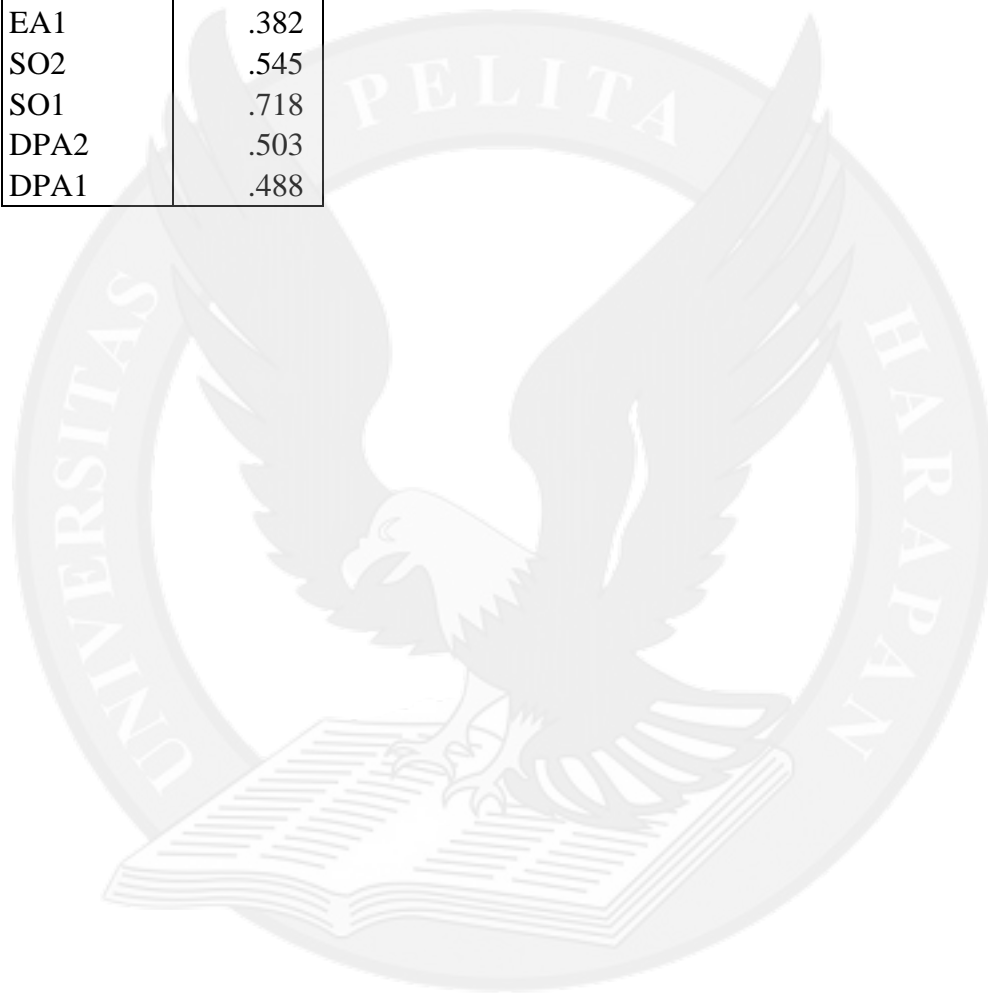 EA1 .382
SO2 .545
SO1 .718
DPA2 .503
DPA1 .488
UNIVERSITAS PELITA HARAPAN